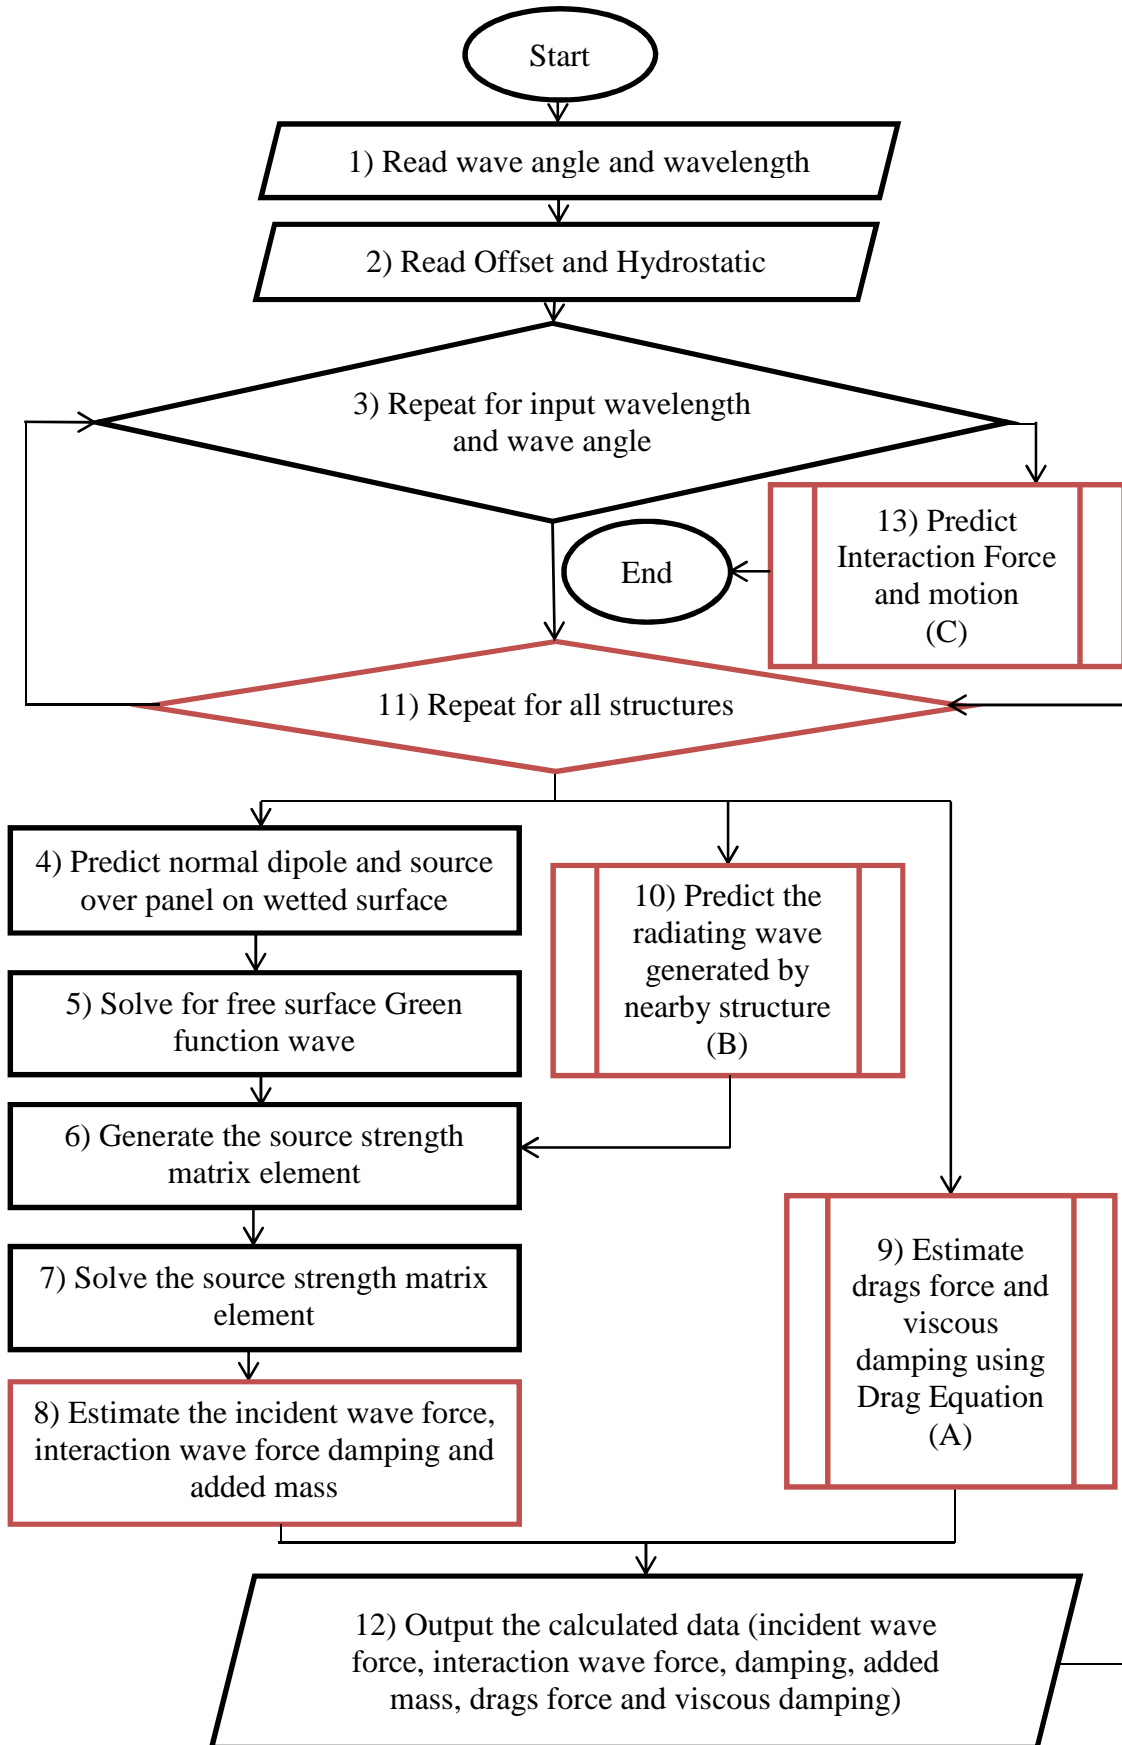 Start
1) Read wave angle and wavelength
2) Read Offset and Hydrostatic
3) Repeat for input wavelength
and wave angle
13) Predict
Interaction Force
and motion
(C)
End
11) Repeat for all structures
4) Predict normal dipole and source
over panel on wetted surface
10) Predict the
radiating wave
generated by
nearby structure
(B)
5) Solve for free surface Green
function wave
6) Generate the source strength
matrix element
9) Estimate
drags force and
viscous
damping using
Drag Equation
(A)
7) Solve the source strength matrix
element
8) Estimate the incident wave force,
interaction wave force damping and
added mass
12) Output the calculated data (incident wave
force, interaction wave force, damping, added
mass, drags force and viscous damping)